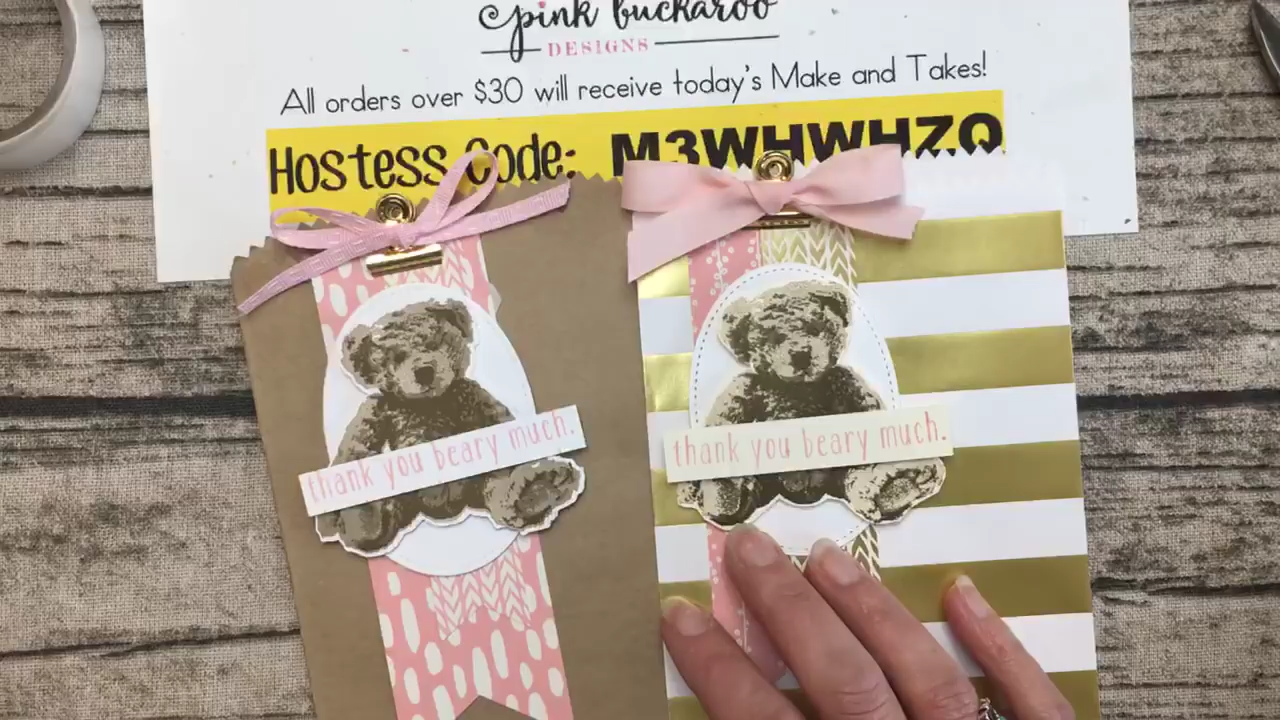 pink buckaroo
DESIGNS
All orders over $30 will receive today's Make and Takes!
Hostess Code: M3WHWHZQ
thank you beary much.
thank you beary much.